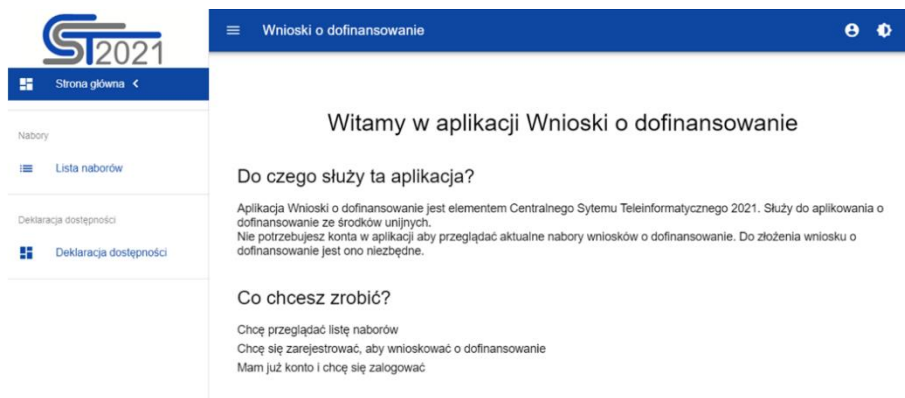 CST2021
Wnioski o dofinansowanie
Strona główna
Nabory
Lista naborów
Deklaracja dostępności
Deklaracja dostępności
Witamy w aplikacji Wnioski o dofinansowanie
Do czego służy ta aplikacja?
Aplikacja Wnioski o dofinansowanie jest elementem Centralnego Sytemu Teleinformatycznego 2021. Służy do aplikowania o
dofinansowanie ze środków unijnych.
Nie potrzebujesz konta w aplikacji aby przeglądać aktualne nabory wniosków o dofinansowanie. Do złożenia wniosku o
dofinansowanie jest ono niezbędne.
Co chcesz zrobić?
Chcę przeglądać listę naborów
Chcę się zarejestrować, aby wnioskować o dofinansowanie
Mam już konto i chcę się zalogować